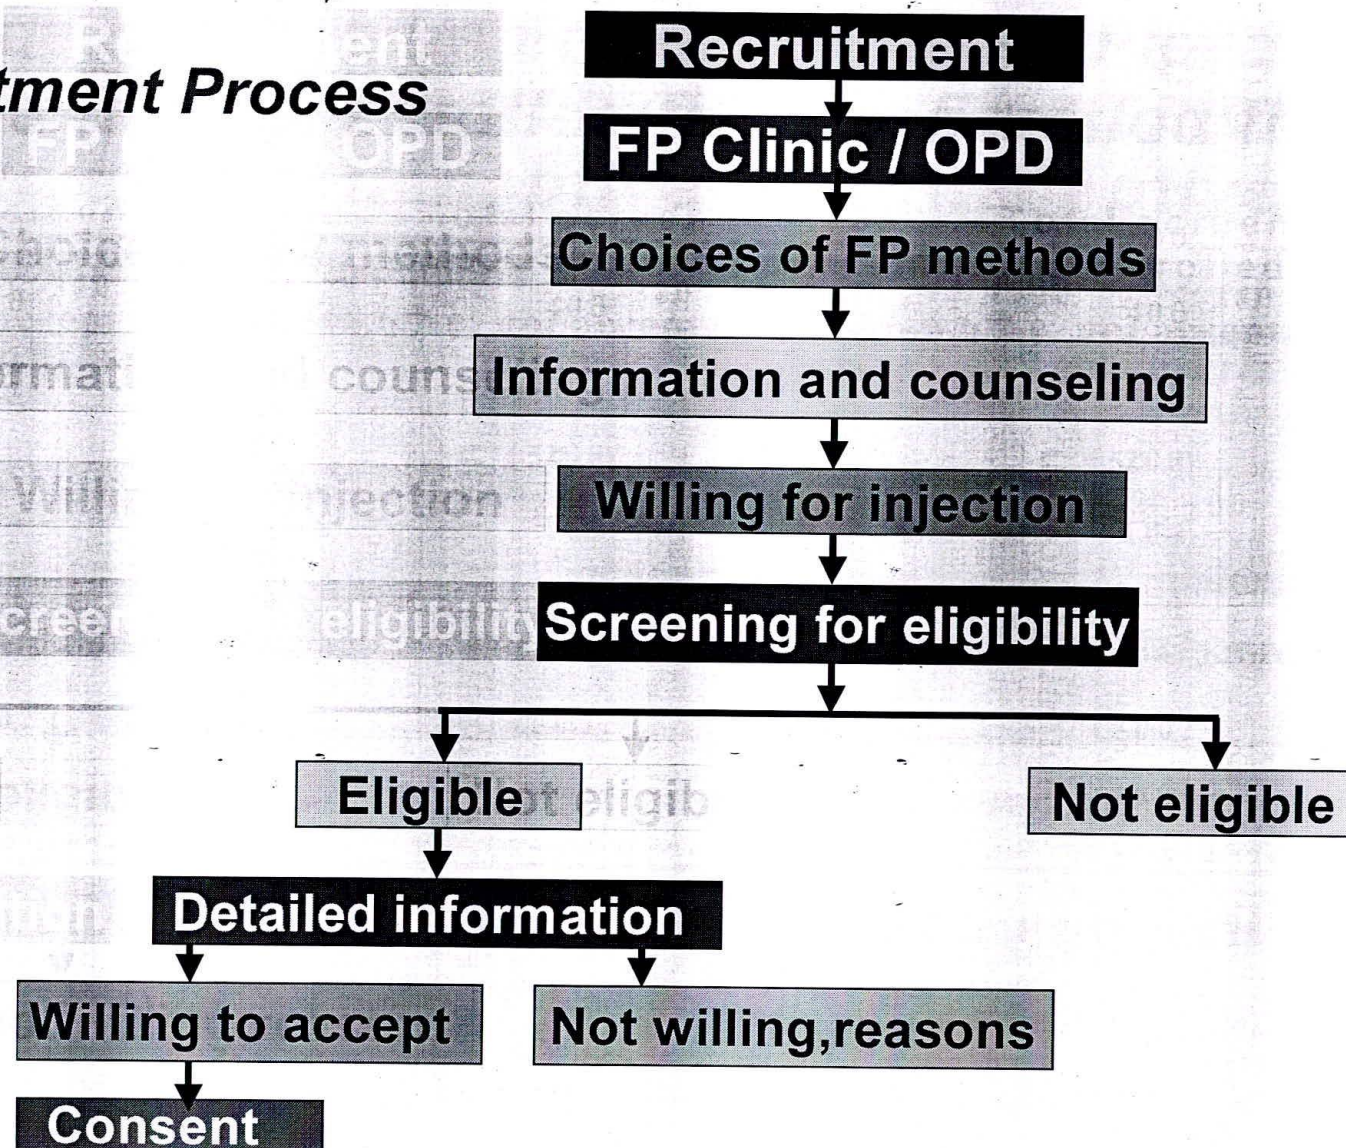 Recruitment
tment Process
FP Clinic / OPD
Choices of FP methods
Information and counseling
Willing for injection
Screening for eligibility
Eligible
Not eligible
Detailed information
Willing to accept
Not willing,reasons
Consent